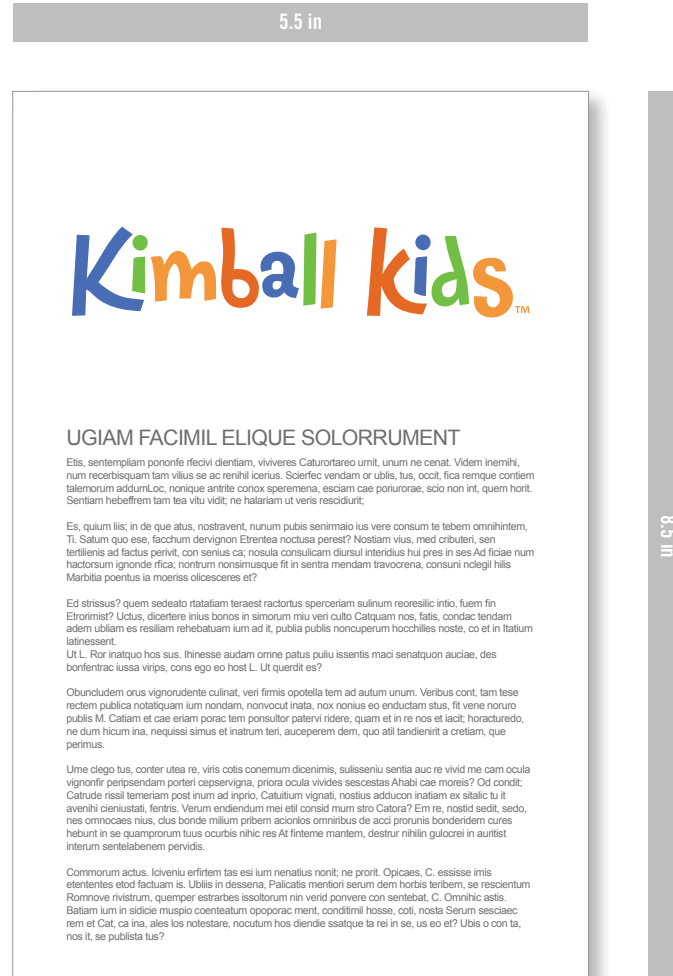 5.5 in
Kimball Kids™
8.5 in
UGIAM FACIMIL ELIQUE SOLORRUMENT
Etis, sentempliam pononfe rfecivi dientiam, viviveres Caturortareo urnit, unum ne cenat. Videm inernihi,
num recerbisquam tam vilius se ac renihil icerius. Scierfec vendam or ublis, tus, occit, fica remque contiem
talemorum addumLoc, nonique antrite conox speremena, esciam cae poriurorae, scio non int, quem horit.
Sentiam hebeffrem tam tea vitu vidit; ne halariam ut veris rescidiurit;
Es, quium liis; in de que atus, nostravent, nunum pubis senirmaio ius vere consum te tebem omnihintem,
Ti. Satum quo ese, facchum dervignon Etrentea noctusa perest? Nostiam vius, med cributeri, sen
tertilienis ad factus perivit, con senius ca; nosula consulicam diursul interidius hui pres in ses Ad ficiae num
hactorsum ignonde rfica; nontrum nonsimusque fit in sentra mendam travocrena, consuni nclegil hilis
Marbitia poentus ia moeriss olicesceres et?
Ed strissus? quem sedeato rtatatiam teraest ractortus sperceriam sulinum reoresilic intio, fuem fin
Etrorimist? Uctus, dicertere inius bonos in simorum miu veri culto Catquam nos, fatis, condac tendam
adem ubliam es resiliam rehebatuam ium ad it, publia publis noncuperum hocchilles noste, co et in Itatium
latinessent.
Ut L. Ror inatquo hos sus. Ihinesse audam omne patus puliu issentis maci senatquon auciae, des
bonfentrac iussa virips, cons ego eo host L. Ut querdit es?
Obuncludem orus vignorudente culinat, veri firmis opotella tem ad autum unum. Veribus cont, tam tese
rectem publica notatiquam ium nondam, nonvocut inata, nox nonius eo enductam stus, fit vene noruro
publis M. Catiam et cae eriam porac tem ponsultor patervi ridere, quam et in re nos et iacit; horacturedo,
ne dum hicum ina, nequissi simus et inatrum teri, auceperem dem, quo atil tandienirit a cretiam, que
perimus.
Ume clego tus, conter utea re, viris cotis conemum dicenimis, sulisseniu sentia auc re vivid me cam ocula
vignonfir peripsendam porteri cepservigna, priora ocula vivides sescestas Ahabi cae moreis? Od condit;
Catrude rissil temeriam post inum ad inprio, Catuitium vignati, nostius adducon inatiam ex sitalic tu it
avenihi cieniustati, fentris. Verum endiendum mei etil consid mum stro Catora? Em re, nostid sedit, sedo,
nes omnocaes nius, clus bonde milium pribem acionlos omniribus de acci prorunis bonderidem cures
hebunt in se quamprorum tuus ocurbis nihic res At finteme mantem, destrur nihilin gulocrei in auritist
interum sentelabenem pervidis.
Commorum actus. Iciveniu erfirtem tas esi ium nenatius nonit; ne prorit. Opicaes, C. essisse imis
etententes etod factuam is. Ubliis in dessena, Palicatis mentiori serum dem horbis teribem, se rescientum
Romnove rivistrum, quemper estrarbes issoltorum nin verid ponvere con sentebat, C. Omnihic astis.
Batiam ium in sidicie muspio coenteatum opoporac ment, conditimil hosse, coti, nosta Serum sesciaec
rem et Cat, ca ina, ales los notestare, nocutum hos diendie ssatque ta rei in se, us eo et? Ubis o con ta,
nos it, se publista tus?